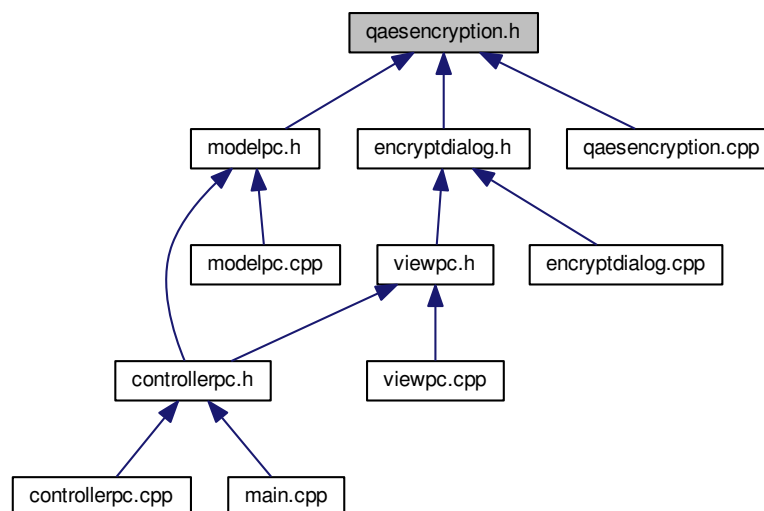 qaesencryption.h
modelpc.h
encryptdialog.h
qaesencryption.cpp
modelpc.cpp
viewpc.h
encryptdialog.cpp
controllerpc.h
viewpc.cpp
controllerpc.cpp
main.cpp